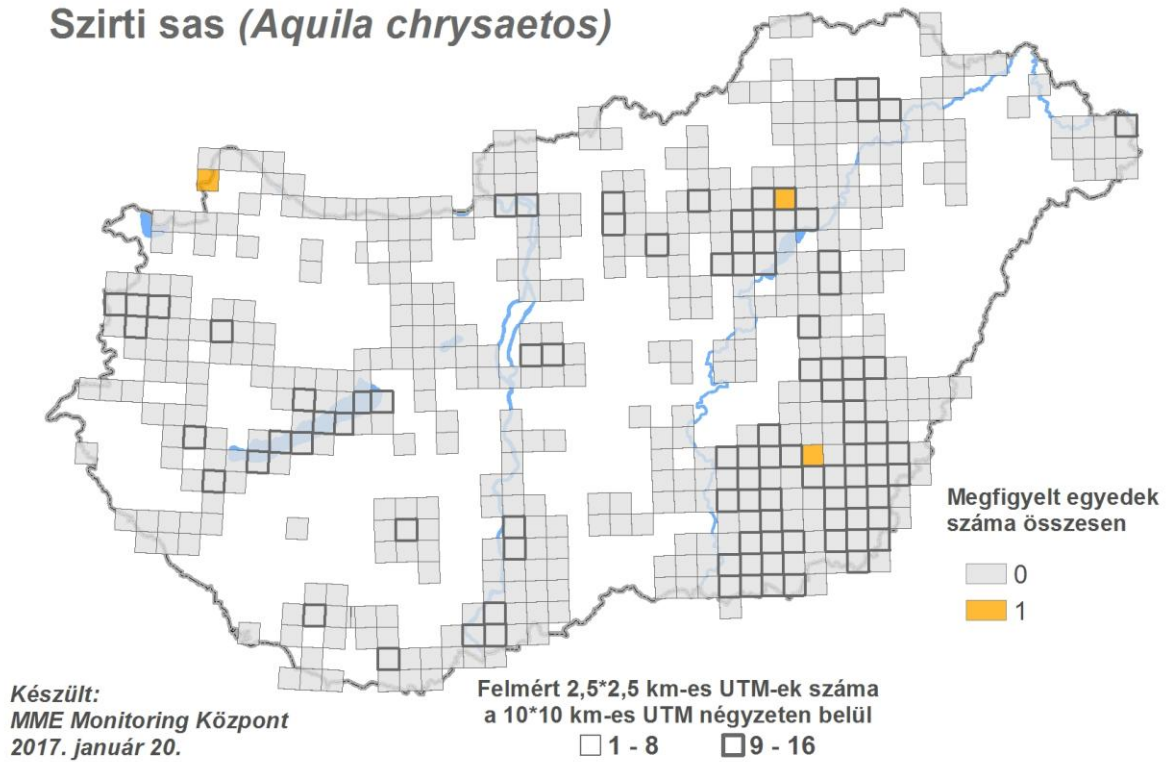 Szirti sas (Aquila chrysaetos)
Megfigyelt egyedek
száma összesen
0
1
Készült:
MME Monitoring Központ
2017. január 20.
Felmért 2,5*2,5 km-es UTM-ek száma
a 10*10 km-es UTM négyzeten belül
1 - 8 9 - 16